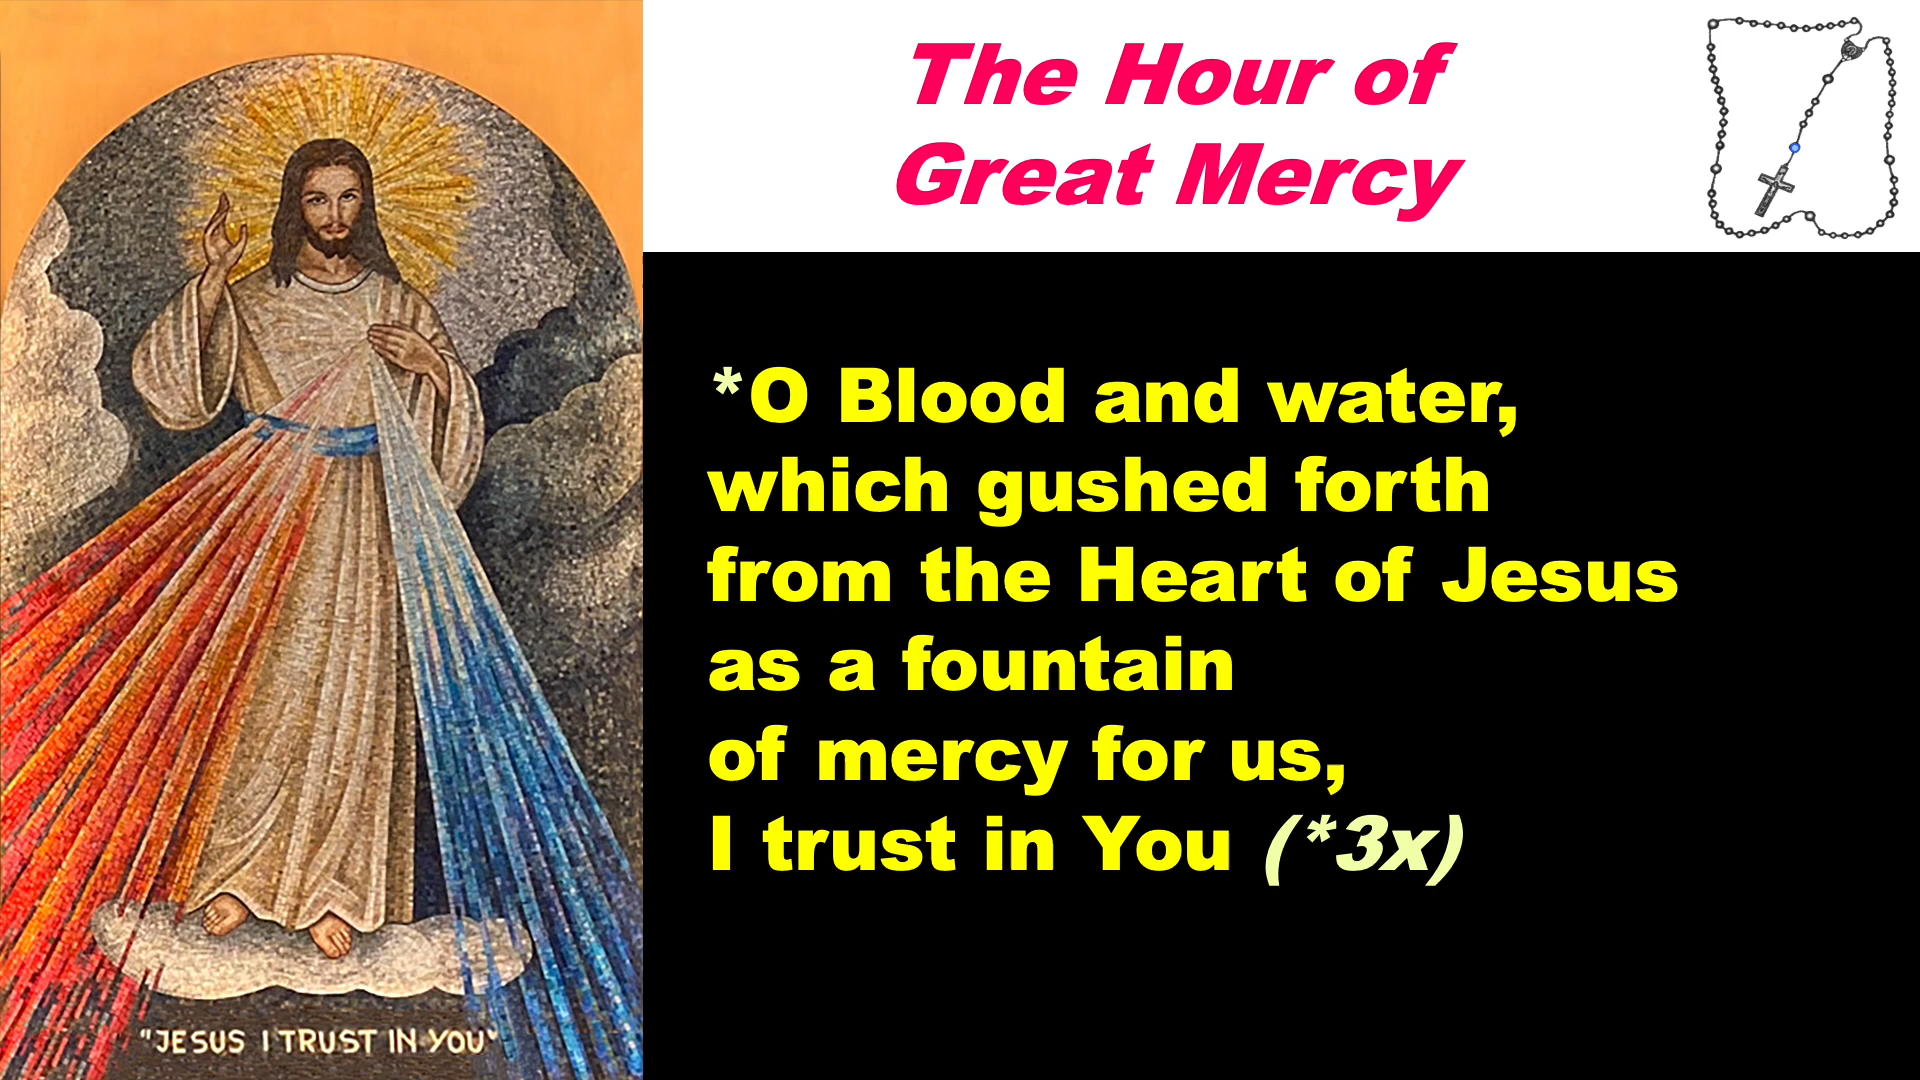 The Hour of
Great Mercy
*O Blood and water,
which gushed forth
from the Heart of Jesus
as a fountain
of mercy for us,
I trust in You (*3x)
"JESUS I TRUST IN YOU"